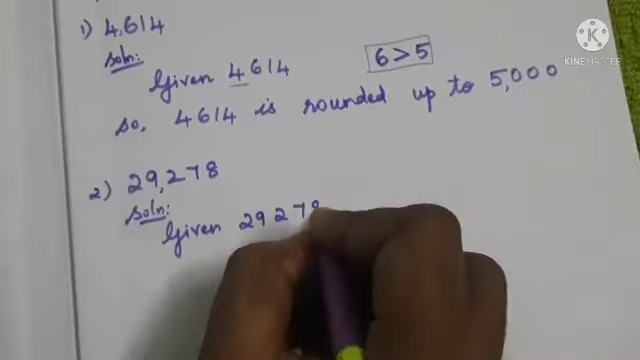 1) 4,614
Soln:
Given 4614 6 > 5
So, 4614 is rounded up to 5,000
2) 29,278
Soln:
Given 29278
KINEMASTER